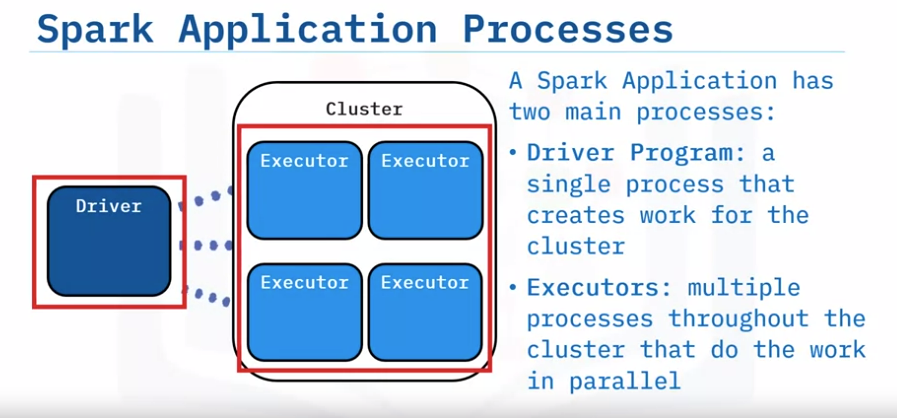 Spark Application Processes
Cluster
Executor Executor
Driver
Executor Executor
A Spark Application has
two main processes:
• Driver Program: a
single process that
creates work for the
cluster
• Executors: multiple
processes throughout the
cluster that do the work
in parallel